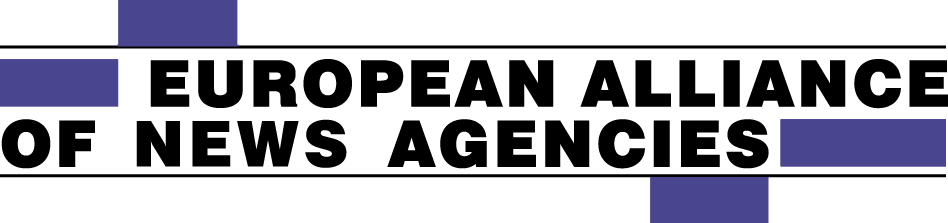 EUROPEAN ALLIANCE
OF NEWS AGENCIES